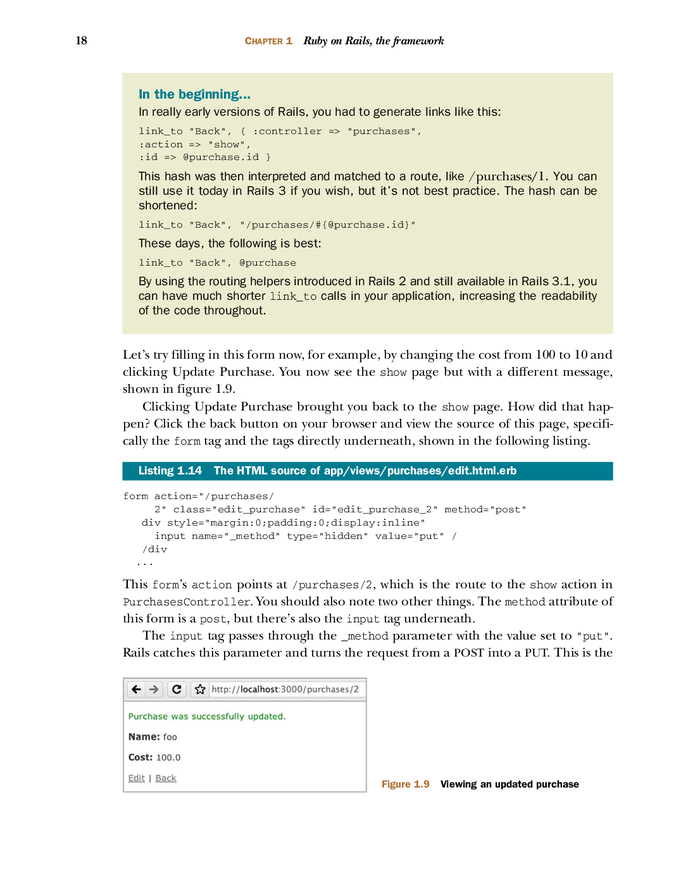 18
CHAPTER 1 Ruby on Rails, the framework
In the beginning...
In really early versions of Rails, you had to generate links like this:
link_to "Back", { :controller => "purchases",
:action => "show",
:id => @purchase.id }
This hash was then interpreted and matched to a route, like /purchases/1. You can
still use it today in Rails 3 if you wish, but it's not best practice. The hash can be
shortened:
link_to "Back", "/purchases/#{@purchase.id}"
These days, the following is best:
link_to "Back", @purchase
By using the routing helpers introduced in Rails 2 and still available in Rails 3.1, you
can have much shorter link_to calls in your application, increasing the readability
of the code throughout.
Let's try filling in this form now, for example, by changing the cost from 100 to 10 and
clicking Update Purchase. You now see the show page but with a different message,
shown in figure 1.9.
Clicking Update Purchase brought you back to the show page. How did that hap-
pen? Click the back button on your browser and view the source of this page, specifi-
cally the form tag and the tags directly underneath, shown in the following listing.
Listing 1.14 The HTML source of app/views/purchases/edit.html.erb
form action="/purchases/
2" class="edit_purchase" id="edit_purchase_2" method="post"
div style="margin:0;padding:0;display:inline"
input name="_method" type="hidden" value="put" /
/div
...
This form's action points at /purchases/2, which is the route to the show action in
PurchasesController. You should also note two other things. The method attribute of
this form is a post, but there's also the input tag underneath.
The input tag passes through the _method parameter with the value set to "put".
Rails catches this parameter and turns the request from a POST into a PUT. This is the
http://localhost:3000/purchases/2
Purchase was successfully updated.
Name: foo
Cost: 100.0
Edit | Back
Figure 1.9 Viewing an updated purchase